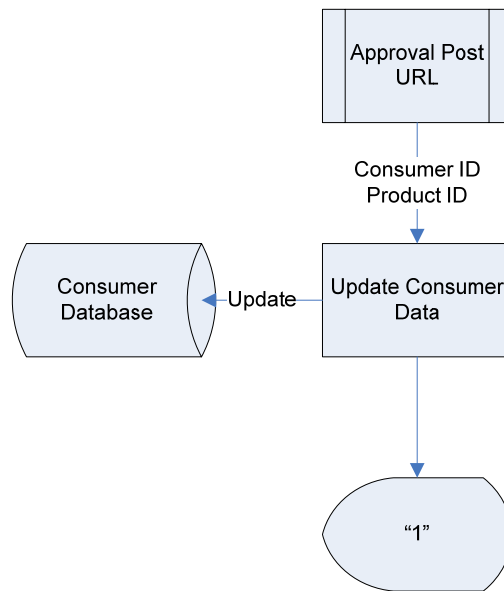 Approval Post
URL
Consumer ID
Product ID
Consumer
Database
Update
Update Consumer
Data
“1”